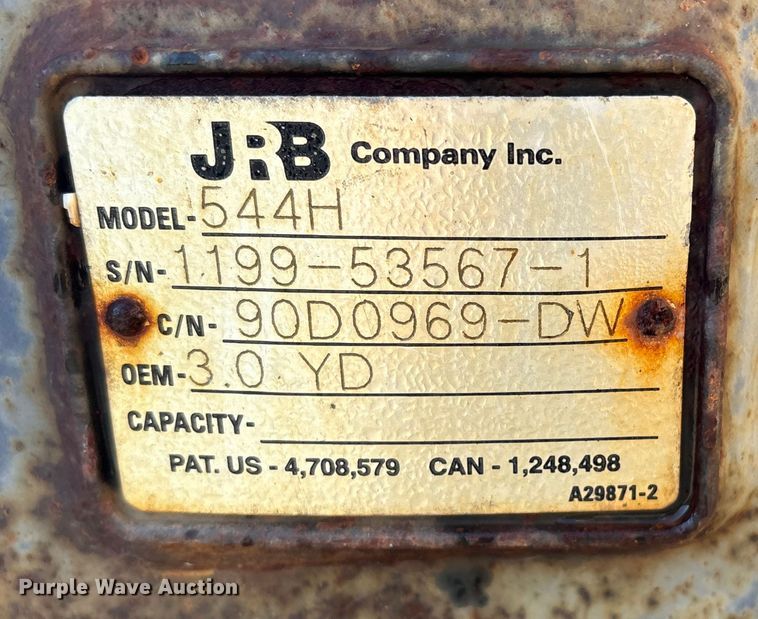 JRB Company Inc.
MODEL-544H
S/N-1199-53567-1
C/N-90D0969-DW
OEM-3.0 YD
CAPACITY-
PAT. US - 4,708,579 CAN - 1,248,498
A29871-2
Purple Wave Auction